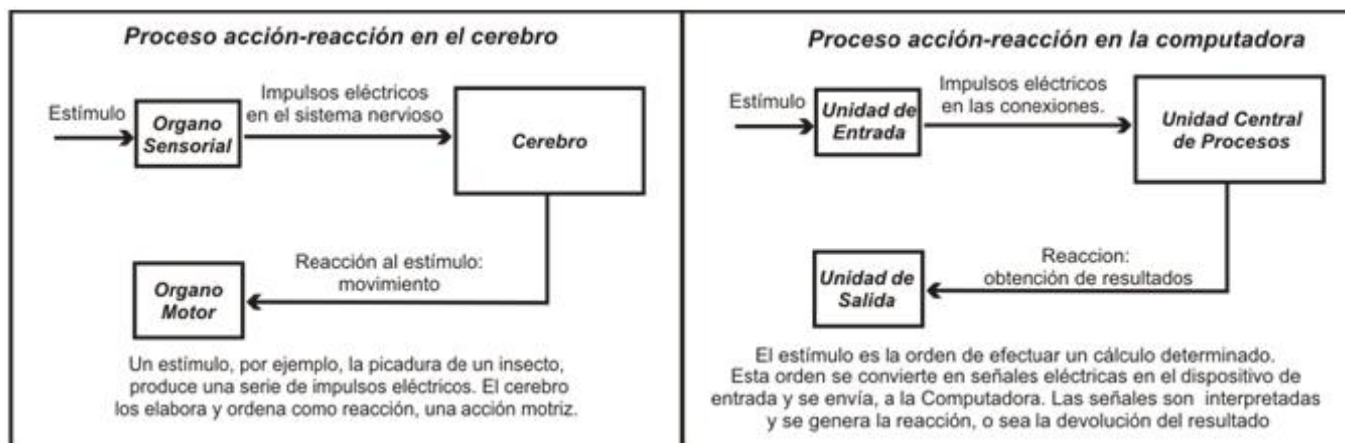 Proceso acción-reacción en el cerebro
Estímulo
Organo
Sensorial
Impulsos eléctricos
en el sistema nervioso
Cerebro
Reacción al estímulo:
movimiento
Organo
Motor
Un estímulo, por ejemplo, la picadura de un insecto,
produce una serie de impulsos eléctricos. El cerebro
los elabora y ordena como reacción, una acción motriz.
Proceso acción-reacción en la computadora
Estímulo
Unidad de
Entrada
Impulsos eléctricos
en las conexiones.
Unidad Central
de Procesos
Reaccion:
obtención de resultados
Unidad de
Salida
El estímulo es la orden de efectuar un cálculo determinado.
Esta orden se convierte en señales eléctricas en el dispositivo de
entrada y se envía, a la Computadora. Las señales son interpretadas
y se genera la reacción, o sea la devolución del resultado